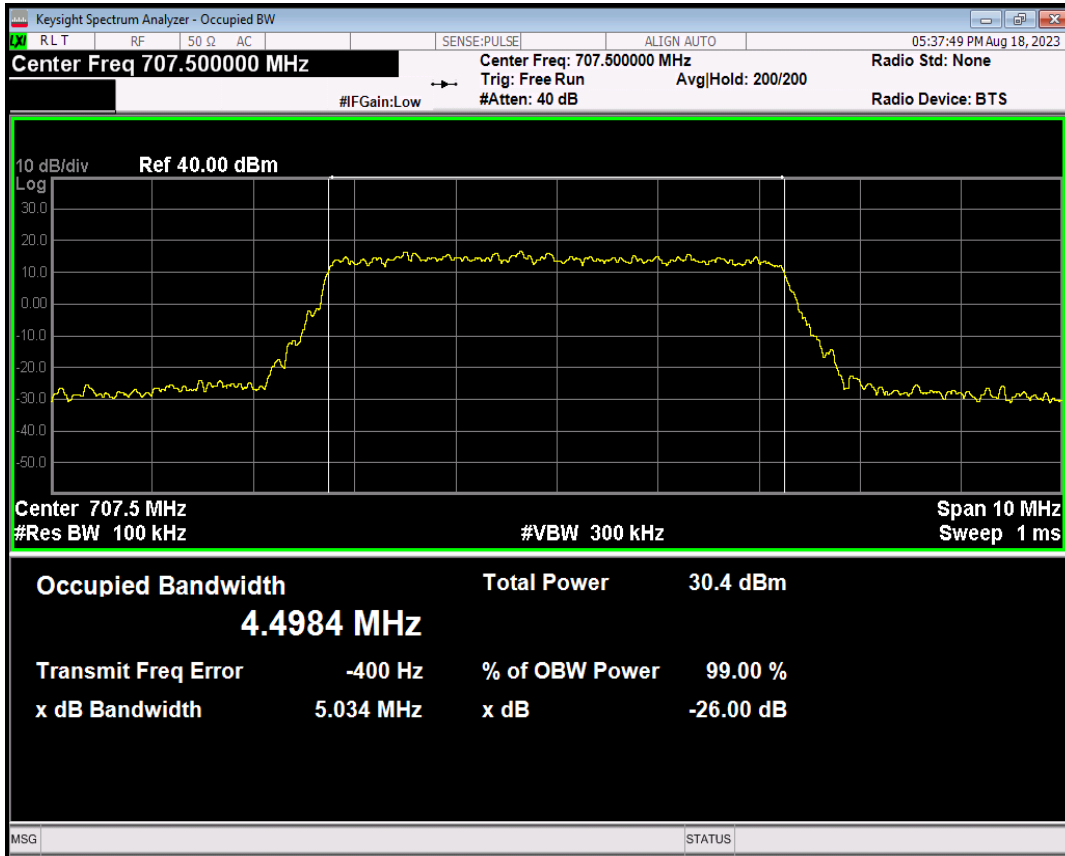 Keysight Spectrum Analyzer - Occupied BW
LXI RLT RF 50 Ω AC SENSE:PULSE ALIGN AUTO 05:37:49 PM Aug 18, 2023
Center Freq 707.500000 MHz Center Freq: 707.500000 MHz Radio Std: None
Trig: Free Run Avg|Hold: 200/200
#IFGain:Low #Atten: 40 dB Radio Device: BTS
10 dB/div Ref 40.00 dBm
Log
30.0
20.0
10.0
0.00
-10.0
-20.0
-30.0
-40.0
-50.0
Center 707.5 MHz Span 10 MHz
#Res BW 100 kHz #VBW 300 kHz Sweep 1 ms
Occupied Bandwidth Total Power 30.4 dBm
4.4984 MHz
Transmit Freq Error -400 Hz % of OBW Power 99.00 %
x dB Bandwidth 5.034 MHz x dB -26.00 dB
MSG STATUS